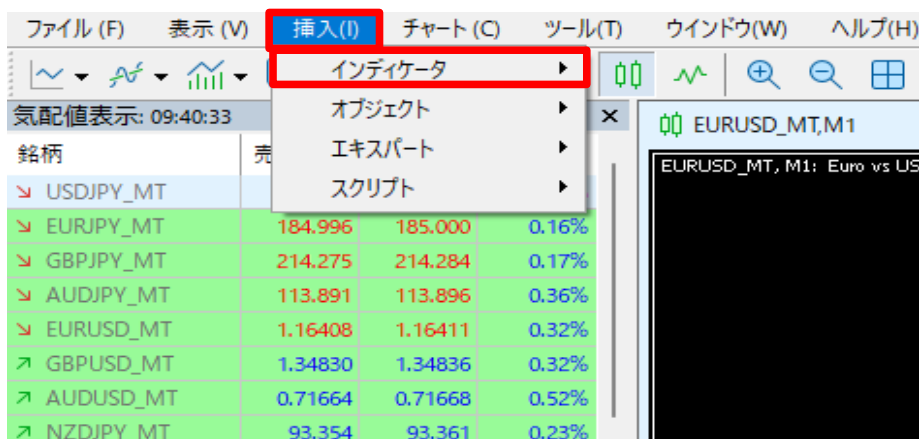 ファイル (F) 表示 (V) 挿入(I) チャート (C) ツール(T) ウインドウ(W) ヘルプ(H)
インディケータ
気配値表示: 09:40:33
オブジェクト
EURUSD_MT,M1
銘柄
エキスパート
EURUSD_MT, M1: Euro vs US
USDJPY_MT
スクリプト
EURJPY_MT 184.996 185.000 0.16%
GBPJPY_MT 214.275 214.284 0.17%
AUDJPY_MT 113.891 113.896 0.36%
EURUSD_MT 1.16408 1.16411 0.32%
GBPUSD_MT 1.34830 1.34836 0.32%
AUDUSD_MT 0.71664 0.71668 0.52%
NZDJPY_MT 93.354 93.361 0.23%